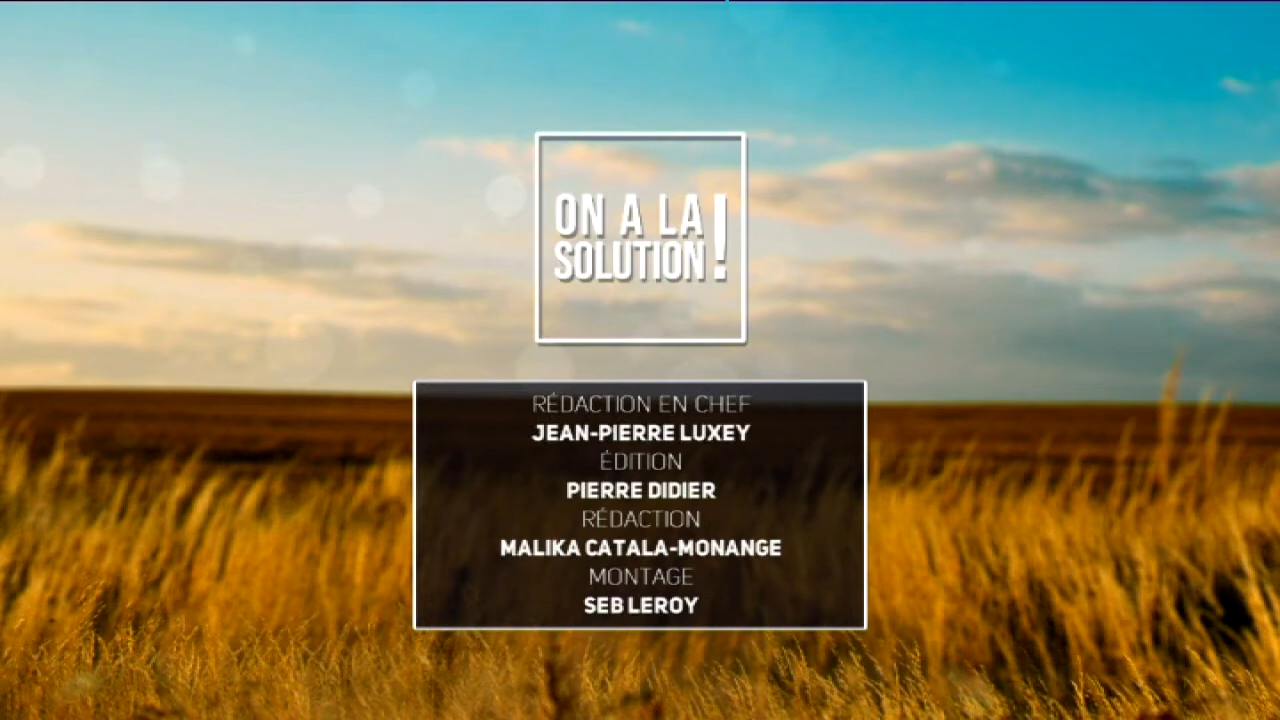 ON A LA
SOLUTION!
RÉDACTION EN CHEF
JEAN-PIERRE LUXEY
ÉDITION
PIERRE DIDIER
RÉDACTION
MALIKA CATALA-MONANGE
MONTAGE
SEB LEROY